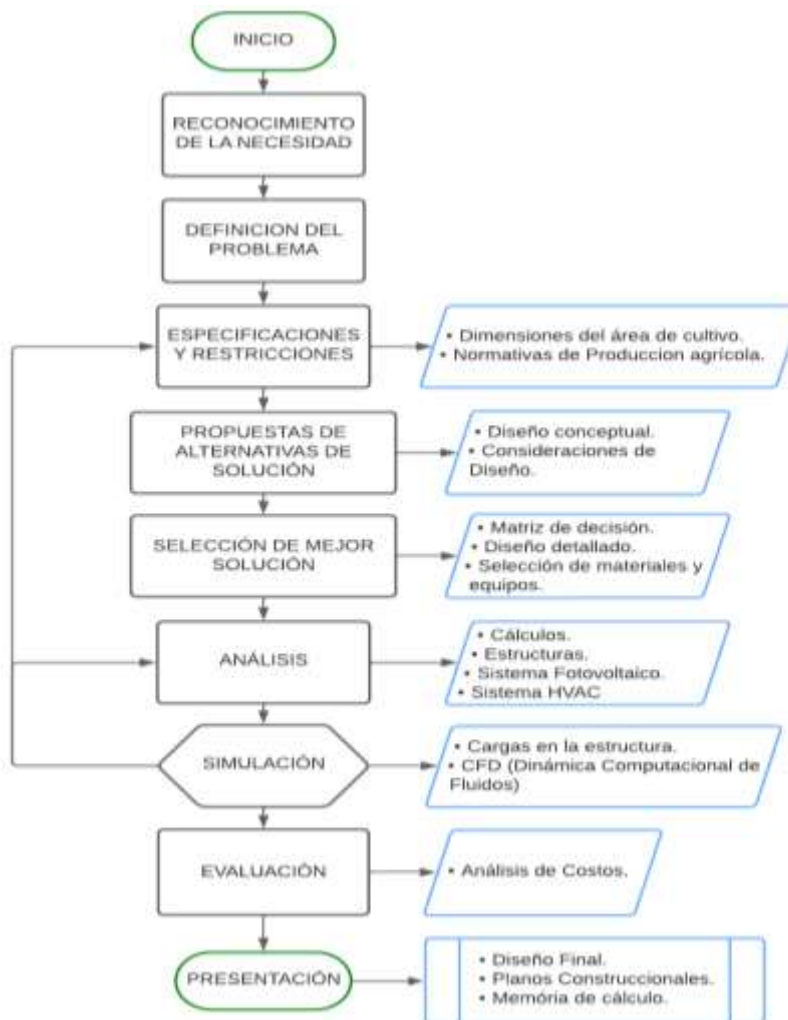 INICIO
RECONOCIMIENTO
DE LA NECESIDAD
DEFINICION DEL
PROBLEMA
ESPECIFICACIONES
Y RESTRICCIONES
• Dimensiones del área de cultivo.
• Normativas de Produccion agrícola.
PROPUESTAS DE
ALTERNATIVAS DE
SOLUCIÓN
• Diseño conceptual.
• Consideraciones de
Diseño.
SELECCIÓN DE MEJOR
SOLUCIÓN
• Matriz de decisión.
• Diseño detallado.
• Selección de materiales y
equipos.
ANÁLISIS
• Cálculos.
• Estructuras.
• Sistema Fotovoltaico.
• Sistema HVAC
SIMULACIÓN
• Cargas en la estructura.
• CFD (Dinámica Computacional de
Fluidos)
EVALUACIÓN
• Análisis de Costos.
PRESENTACIÓN
• Diseño Final.
• Planos Construccionales.
• Memória de cálculo.